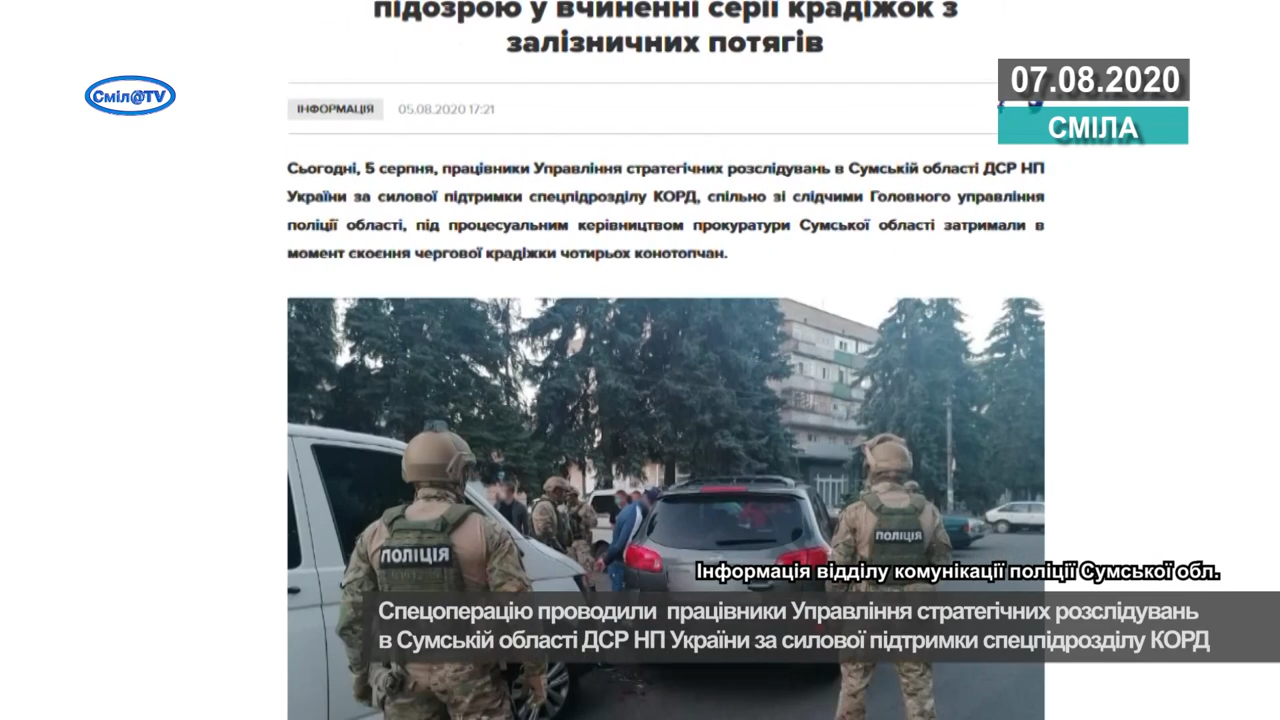 підозрою у вчиненні серії крадіжок з
залізничних потягів
Сміл@TV
07.08.2020
СМІЛА
ІНФОРМАЦІЯ 05.08.2020 17:21
Сьогодні, 5 серпня, працівники Управління стратегічних розслідувань в Сумській області ДСР НП
України за силової підтримки спецпідрозділу КОРД, спільно зі слідчими Головного управління
поліції області, під процесуальним керівництвом прокуратури Сумської області затримали в
момент скоєння чергової крадіжки чотирьох конотопчан.
ПОЛІЦІЯ
ПОЛІЦІЯ
Інформація відділу комунікації поліції Сумської обл.
Спецоперацію проводили працівники Управління стратегічних розслідувань
в Сумській області ДСР НП України за силової підтримки спецпідрозділу КОРД